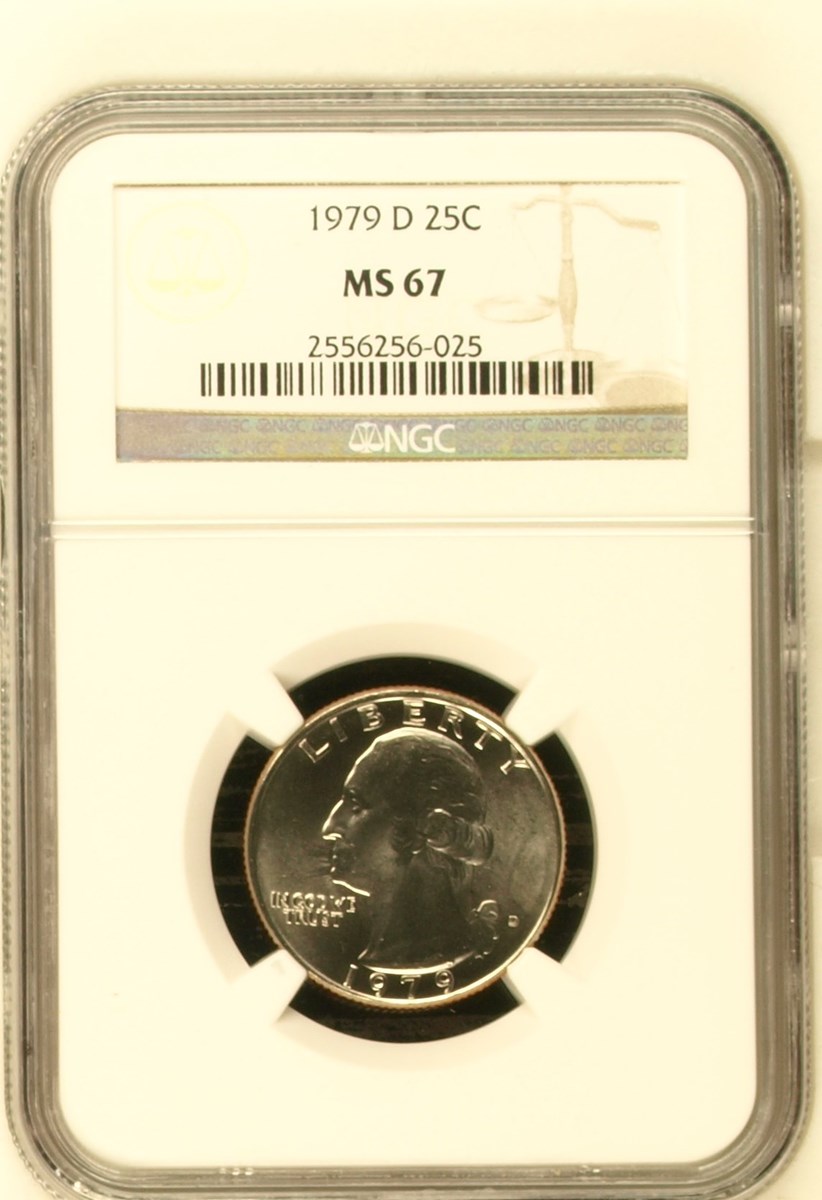 1979 D 25C
MS 67
2556256-025
NGC
LIBERTY
IN GOD WE
TRUST
D
1979